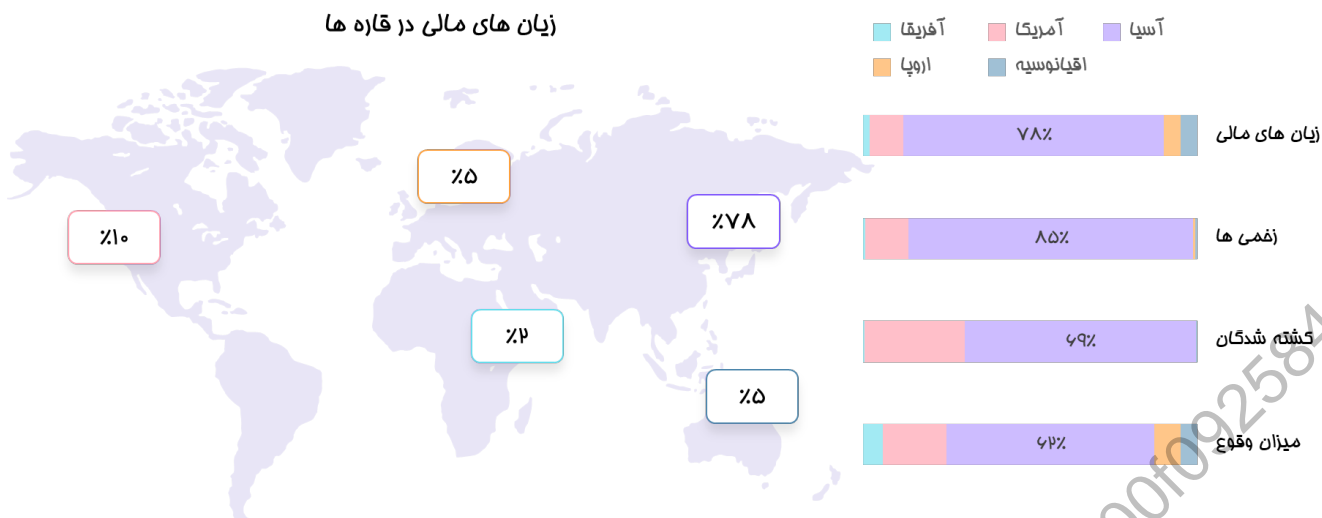 زیان های مالی در قاره ها
آسیا
آمریکا
آفریقا
اقیانوسیه
اروپا
زیان های مالی
۷۸٪
زخمی ها
۸۵٪
کشته شدگان
۶۹٪
میزان وقوع
۶۲٪
٪۵
٪۷۸
٪۱۰
٪۲
٪۵